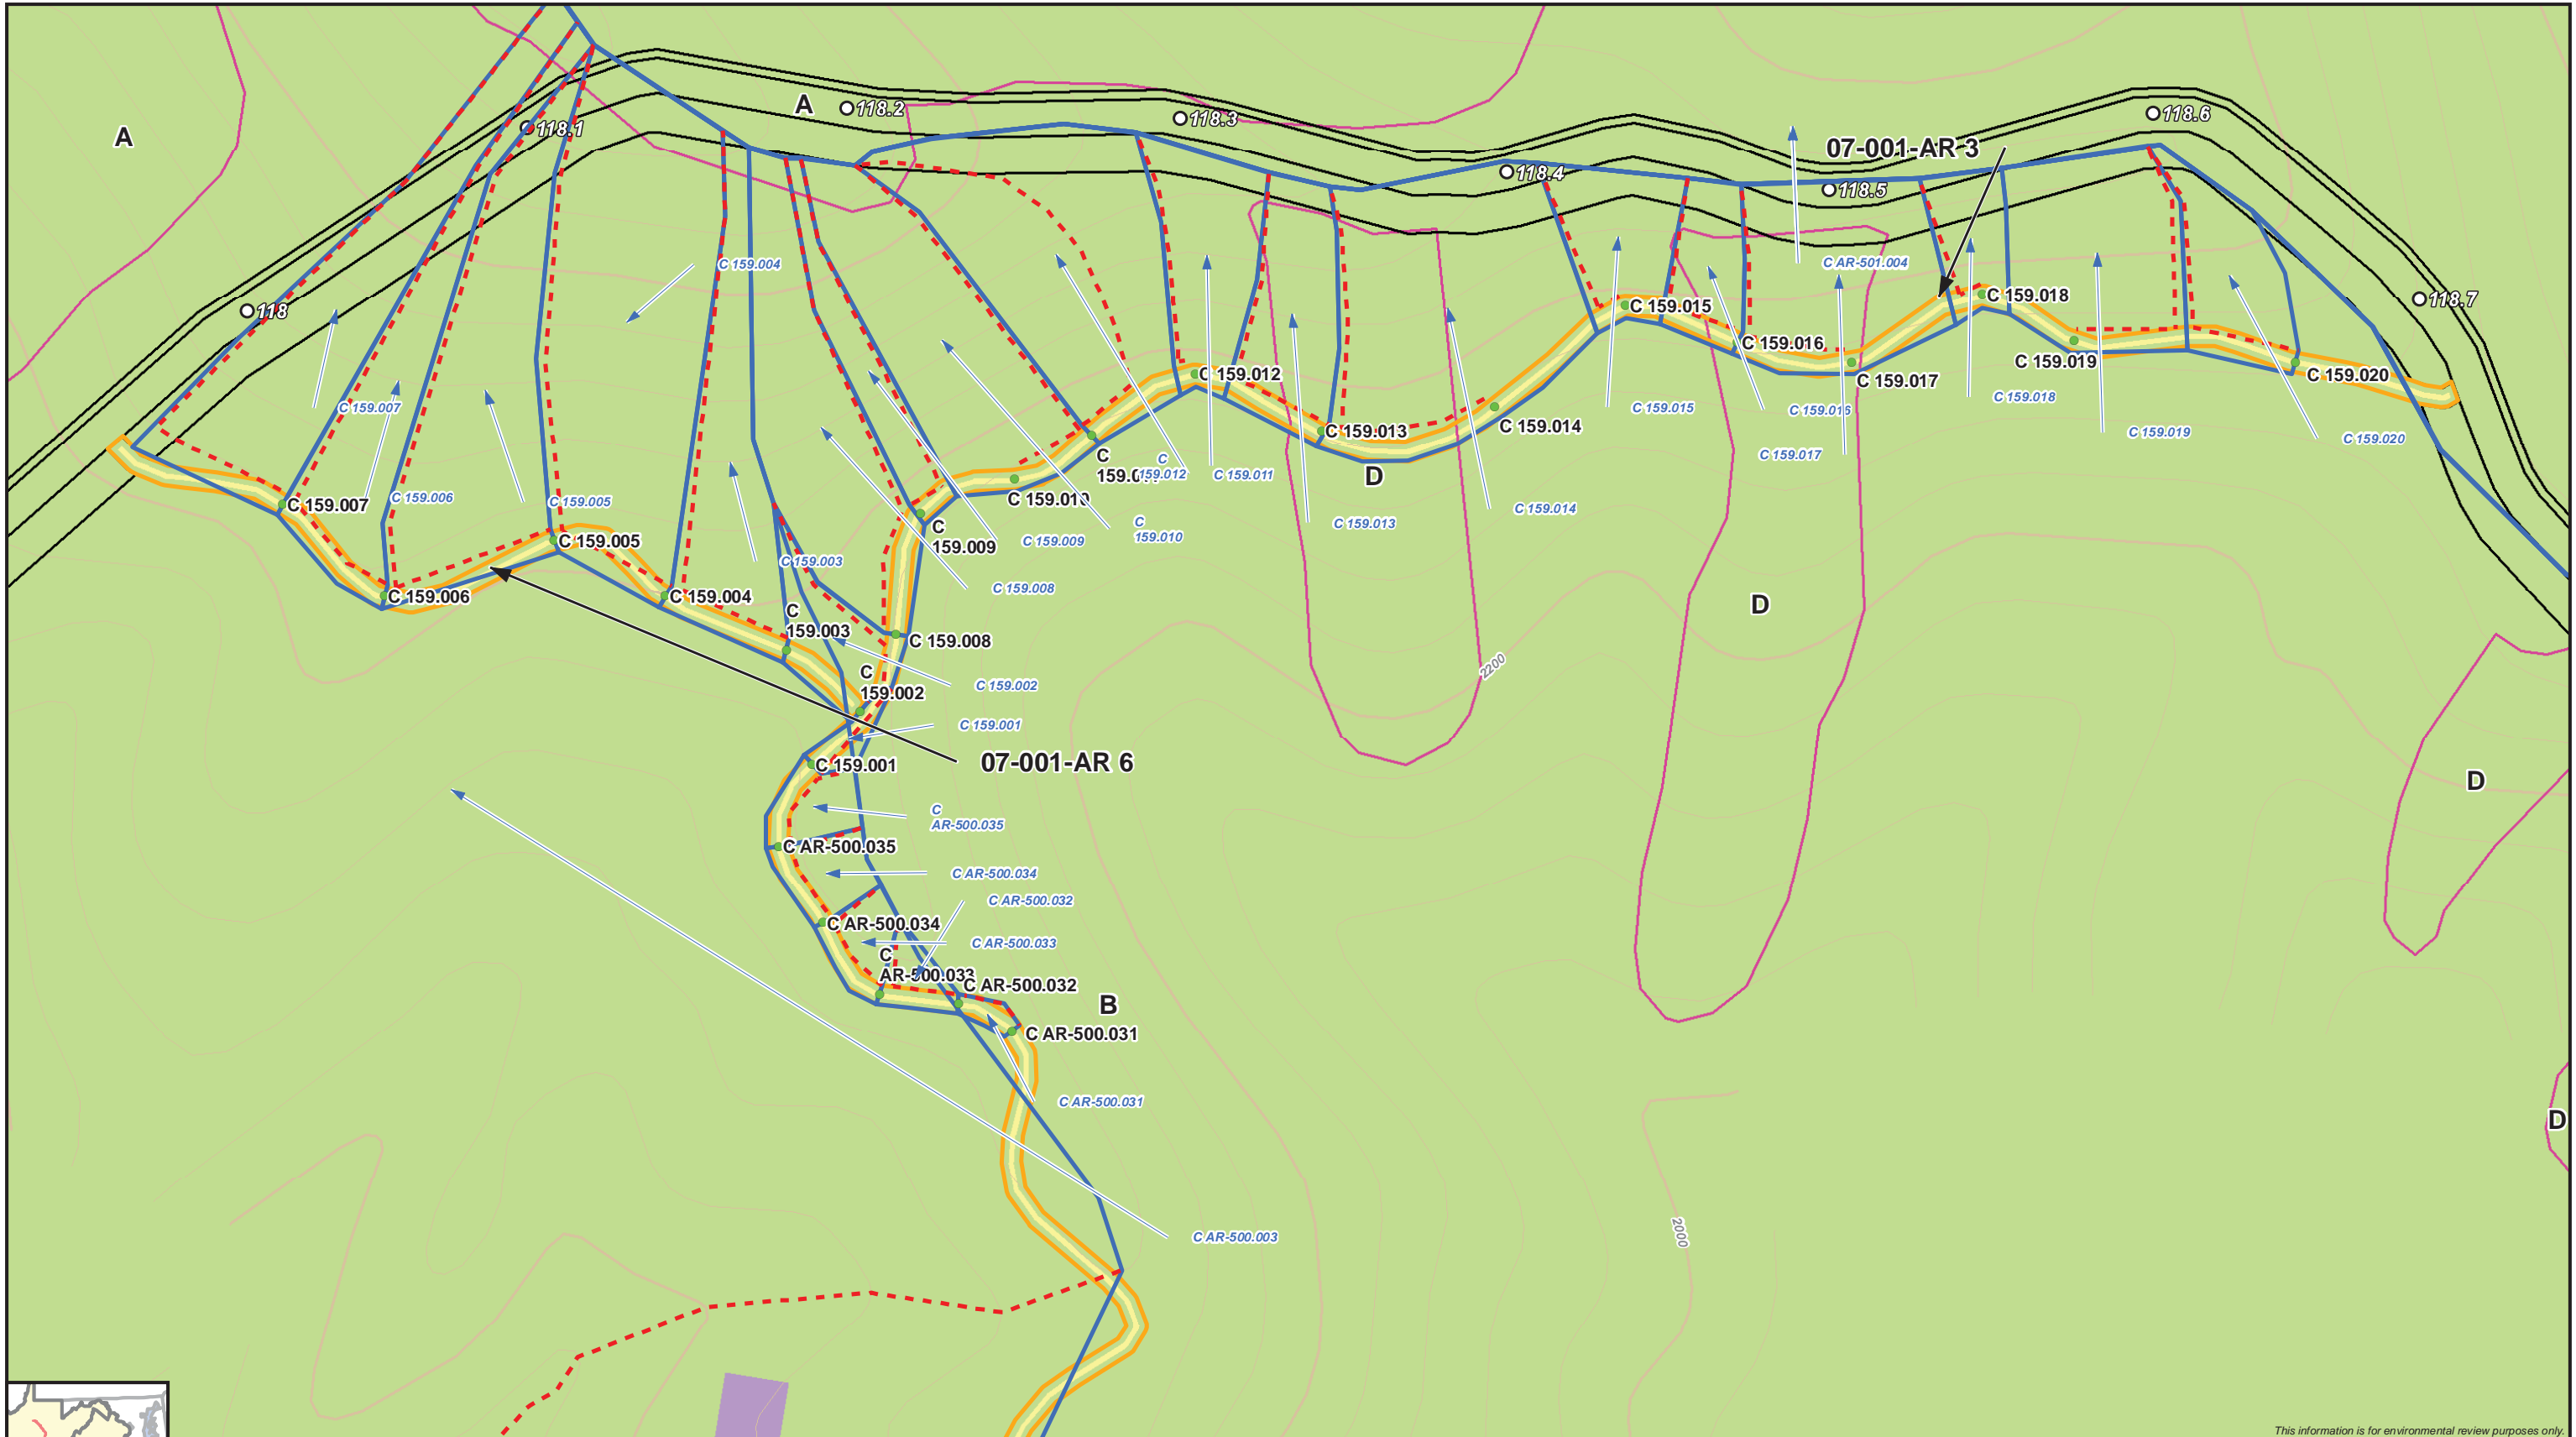 A
A
118.2
118.3
118.6
118.1
07-001-AR 3
118.4
118.5
C 159.004
C AR-501.004
118
C 159.018
118.7
C 159.015
C 159.016
C 159.019
C 159.012
C 159.020
C 159.017
C 159.018
C 159.007
C 159.015
C 159.016
C 159.014
C 159.013
C 159.019
C 159.020
C
C
159.012
C 159.011
D
C 159.017
C 159.006
C 159.007
C 159.005
C 159.010
C 159.014
C
159.010
C 159.013
C
159.009
C 159.009
C 159.005
C 159.003
C 159.008
C 159.006
C 159.004
C
159.003
D
C 159.008
2200
C
159.002
C 159.002
C 159.001
07-001-AR 6
C 159.001
D
C
AR-500.035
C AR-500.035
C AR-500.034
C AR-500.032
C AR-500.034
C AR-500.033
C
AR-500.033
C AR-500.032
B
C AR-500.031
C AR-500.031
D
2000
C AR-500.003
This information is for environmental review purposes only.